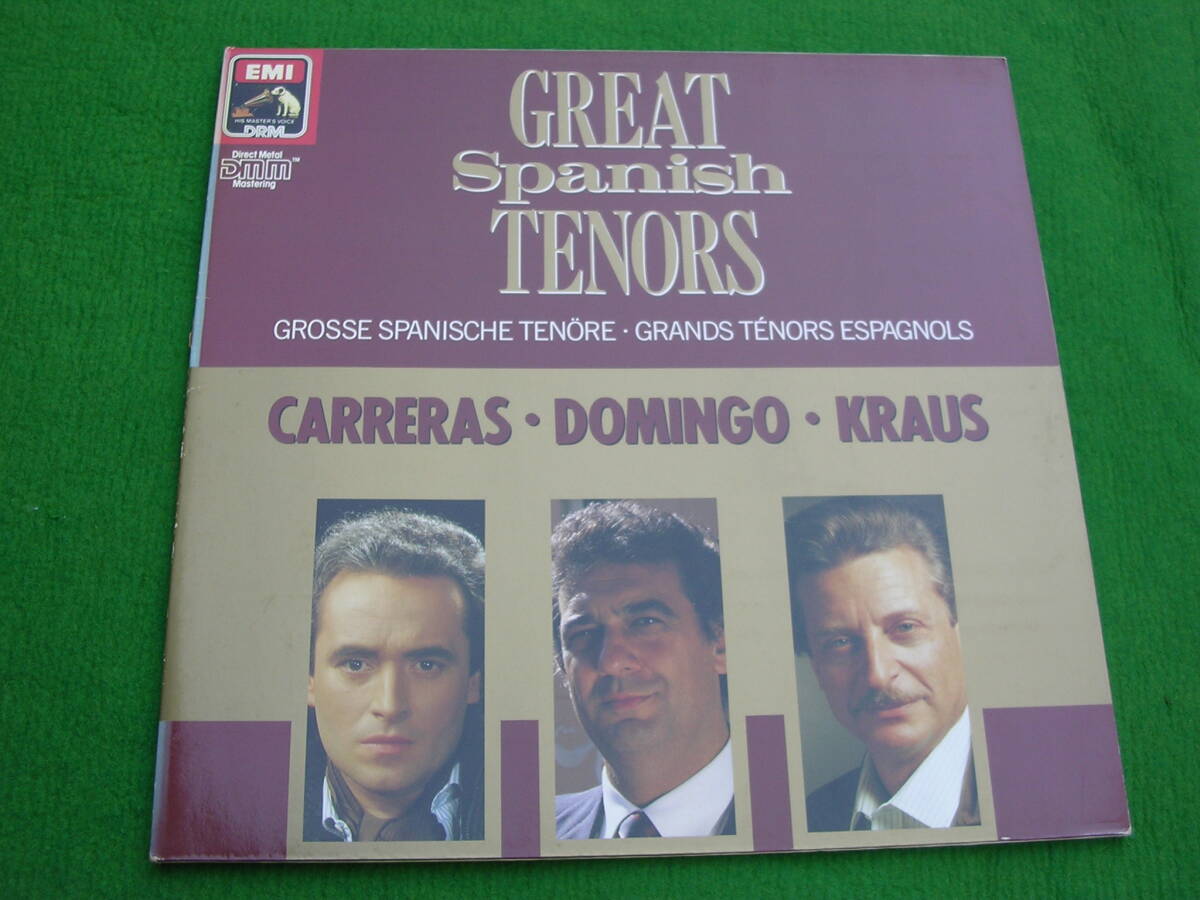 EMI
HIS MASTER'S VOICE
DRM
Direct Metal
DMM™
Mastering
GREAT
Spanish
TENORS
GROSSE SPANISCHE TENÖRE · GRANDS TÉNORS ESPAGNOLS
CARRERAS · DOMINGO · KRAUS